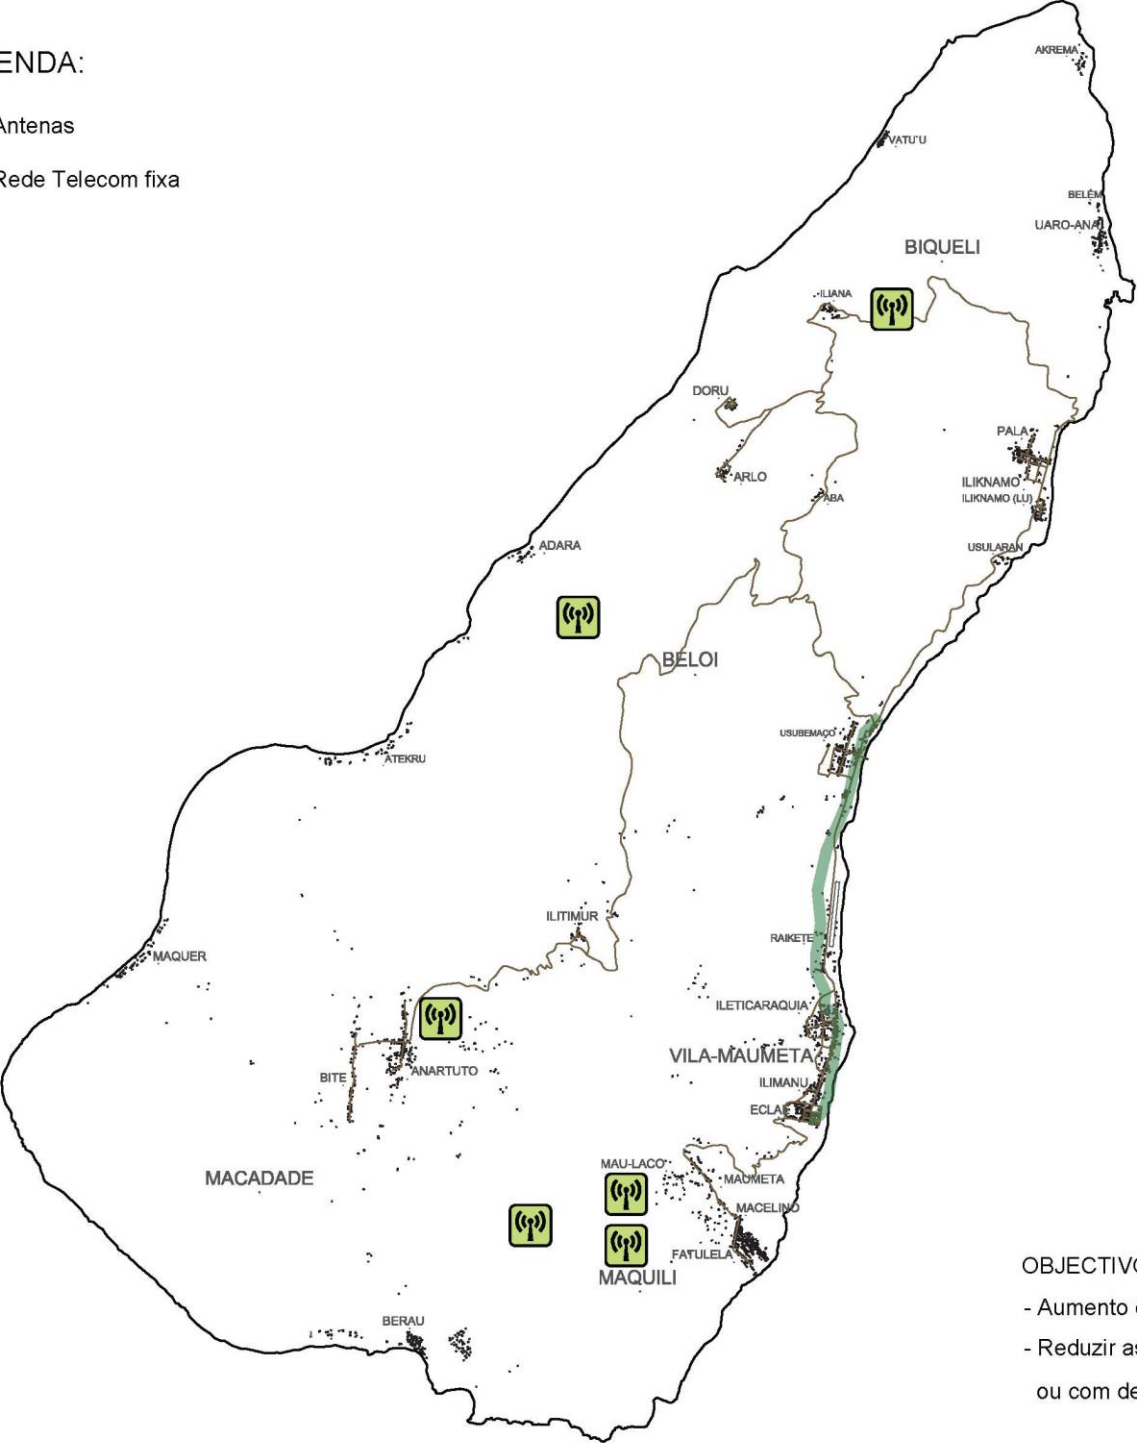 ENDA:
Antenas
Rede Telecom fixa
AKREMA
VATU'U
BELÉM
UARO-ANA
BIQUELI
ILIANA
DORU
PALA
ARLO
ILIKNAMO
ILIKNAMO (LU)
ABA
USULARAN
ADARA
BELOI
USUBEMAÇO
ATEKRU
ILITIMUR
RAIKETE
MAQUER
ILETICARAQUIA
VILA-MAUMETA
ANARTUTO
BITE
ILIMANU
ECLAE
MAU-LACO
MACADADE
MAUMETA
MACELINO
FATULELA
MAQUILI
OBJECTIVO
- Aumento
- Reduzir as
ou com de
BERAU